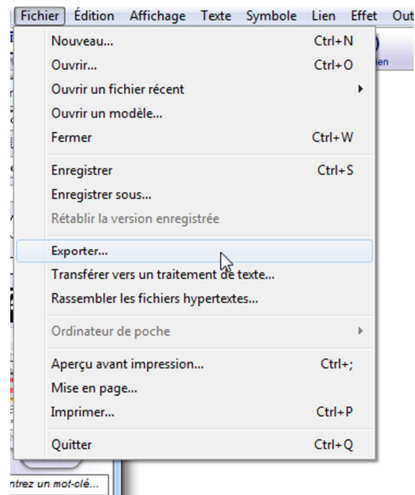 Fichier Édition Affichage Texte Symbole Lien Effet Out
Nouveau... Ctrl+N
Ouvrir... Ctrl+O
en
Ouvrir un fichier récent
Ouvrir un modèle...
Fermer Ctrl+W
Enregistrer Ctrl+S
Enregistrer sous...
Rétablir la version enregistrée
Exporter...
Transférer vers un traitement de texte...
Rassembler les fichiers hypertextes...
Ordinateur de poche
Aperçu avant impression... Ctrl+;
Mise en page...
Imprimer... Ctrl+P
Quitter Ctrl+Q
ntrez un mot-clé...